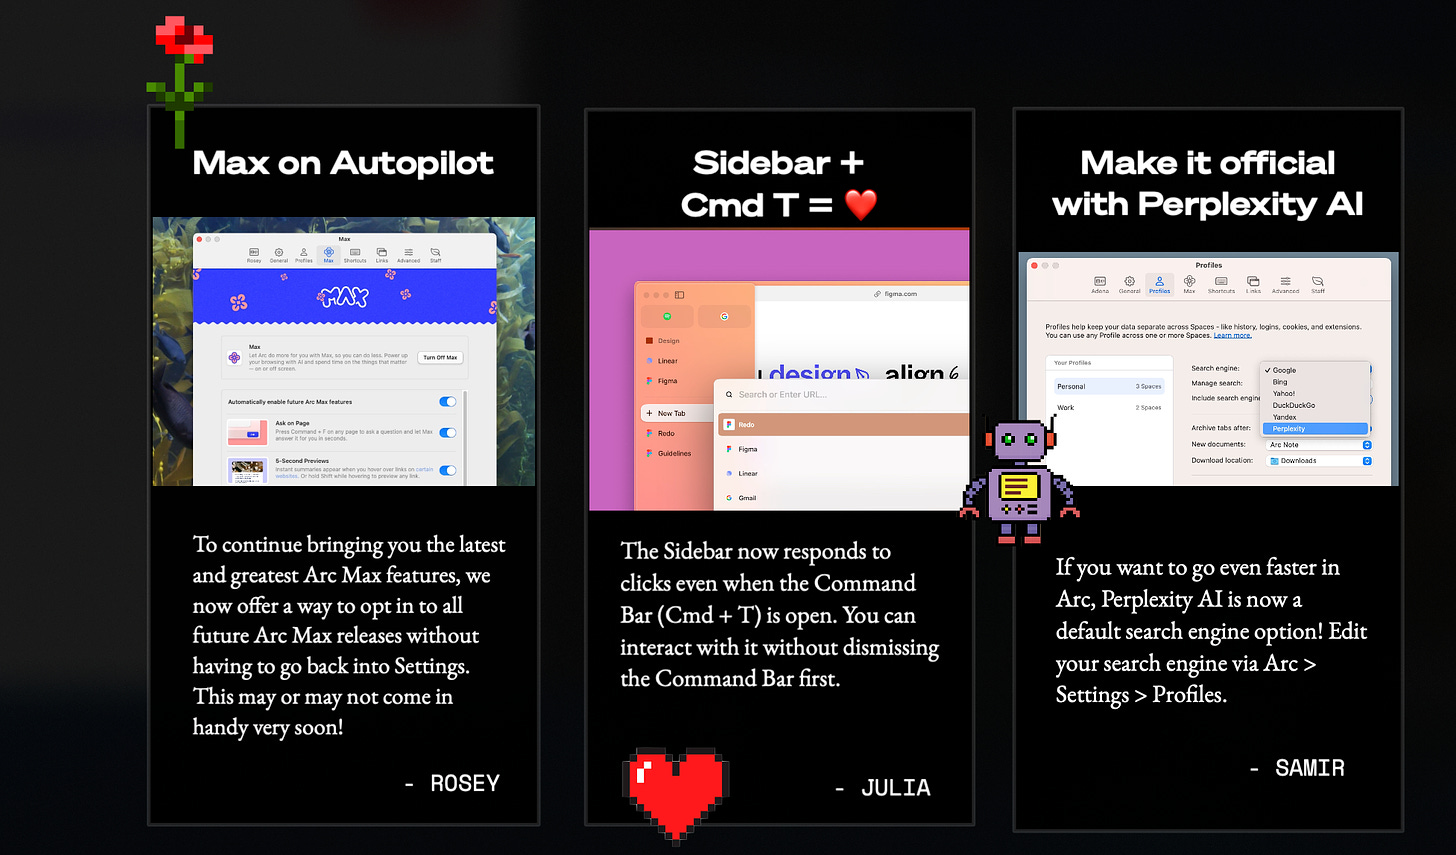 Max on Autopilot
Max
Rosey General Profiles Max Shortcuts Links Advanced Staff
MAX
Max
Let Arc do more for you with Max, so you can do less. Power up
your browsing with AI and spend time on the things that matter
— on or off screen.
Turn Off Max
Automatically enable future Arc Max features
Ask on Page
Press Command + F on any page to ask a question and let Max
answer it for you in seconds.
5-Second Previews
Instant summaries appear when you hover over links on certain
websites. Or hold Shift while hovering to preview any link.
To continue bringing you the latest
and greatest Arc Max features, we
now offer a way to opt in to all
future Arc Max releases without
having to go back into Settings.
This may or may not come in
handy very soon!
- ROSEY
Sidebar +
Cmd T = ❤️
figma.com
Design
Linear
Figma
+ New Tab
Redo
Guidelines
design align
Search or Enter URL...
Redo
Figma
Linear
Gmail
The Sidebar now responds to
clicks even when the Command
Bar (Cmd + T) is open. You can
interact with it without dismissing
the Command Bar first.
- JULIA
Make it official
with Perplexity AI
Profiles
Adena General Profiles Max Shortcuts Links Advanced Staff
Profiles help keep your data separate across Spaces - like history, logins, cookies, and extensions.
You can use any Profile across one or more Spaces. Learn more.
Your Profiles
Personal 3 Spaces
Work 2 Spaces
Search engine:
Manage search:
Include search engine
Archive tabs after:
New documents: Arc Note
Download location: Downloads
✓ Google
Bing
Yahoo!
DuckDuckGo
Yandex
Perplexity
If you want to go even faster in
Arc, Perplexity AI is now a
default search engine option! Edit
your search engine via Arc >
Settings > Profiles.
- SAMIR